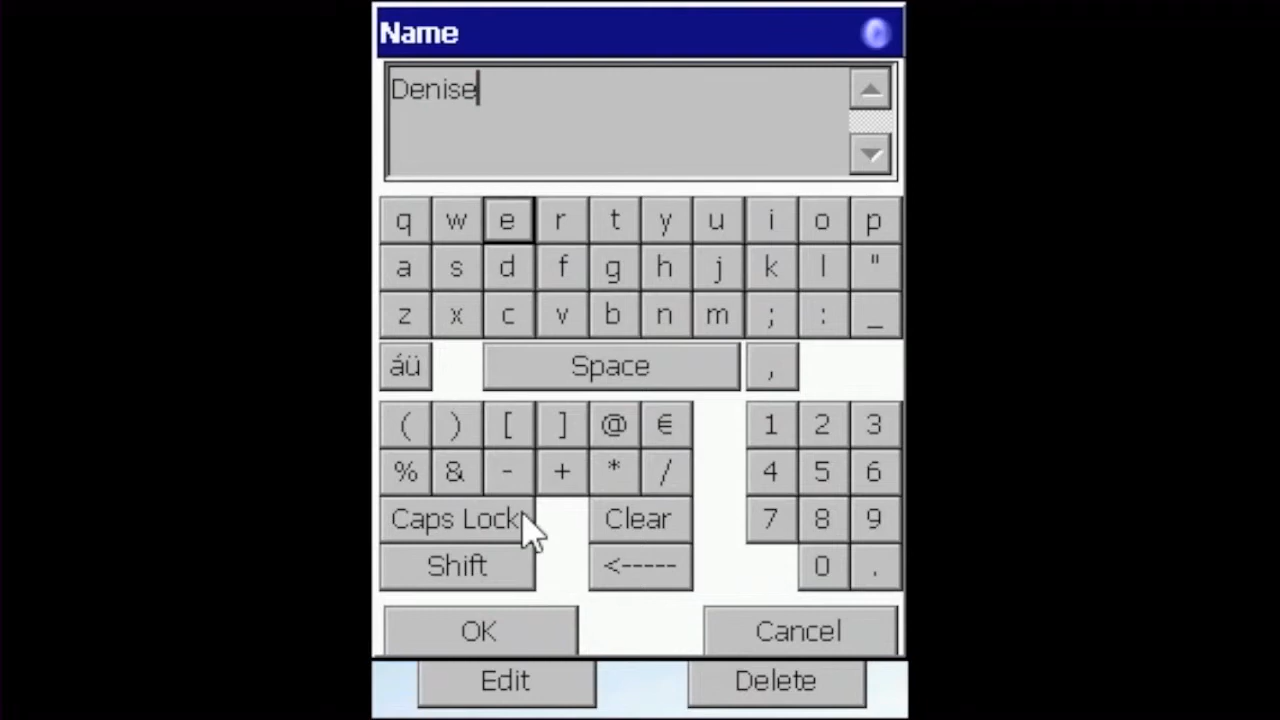 Name
Denise
q w e r t y u i o p
a s d f g h j k l "
z x c v b n m ; : _
áü Space ,
( ) [ ] @ € 1 2 3
% & - + * / 4 5 6
Caps Lock Clear 7 8 9
Shift <----- 0 .
OK Cancel
Edit Delete